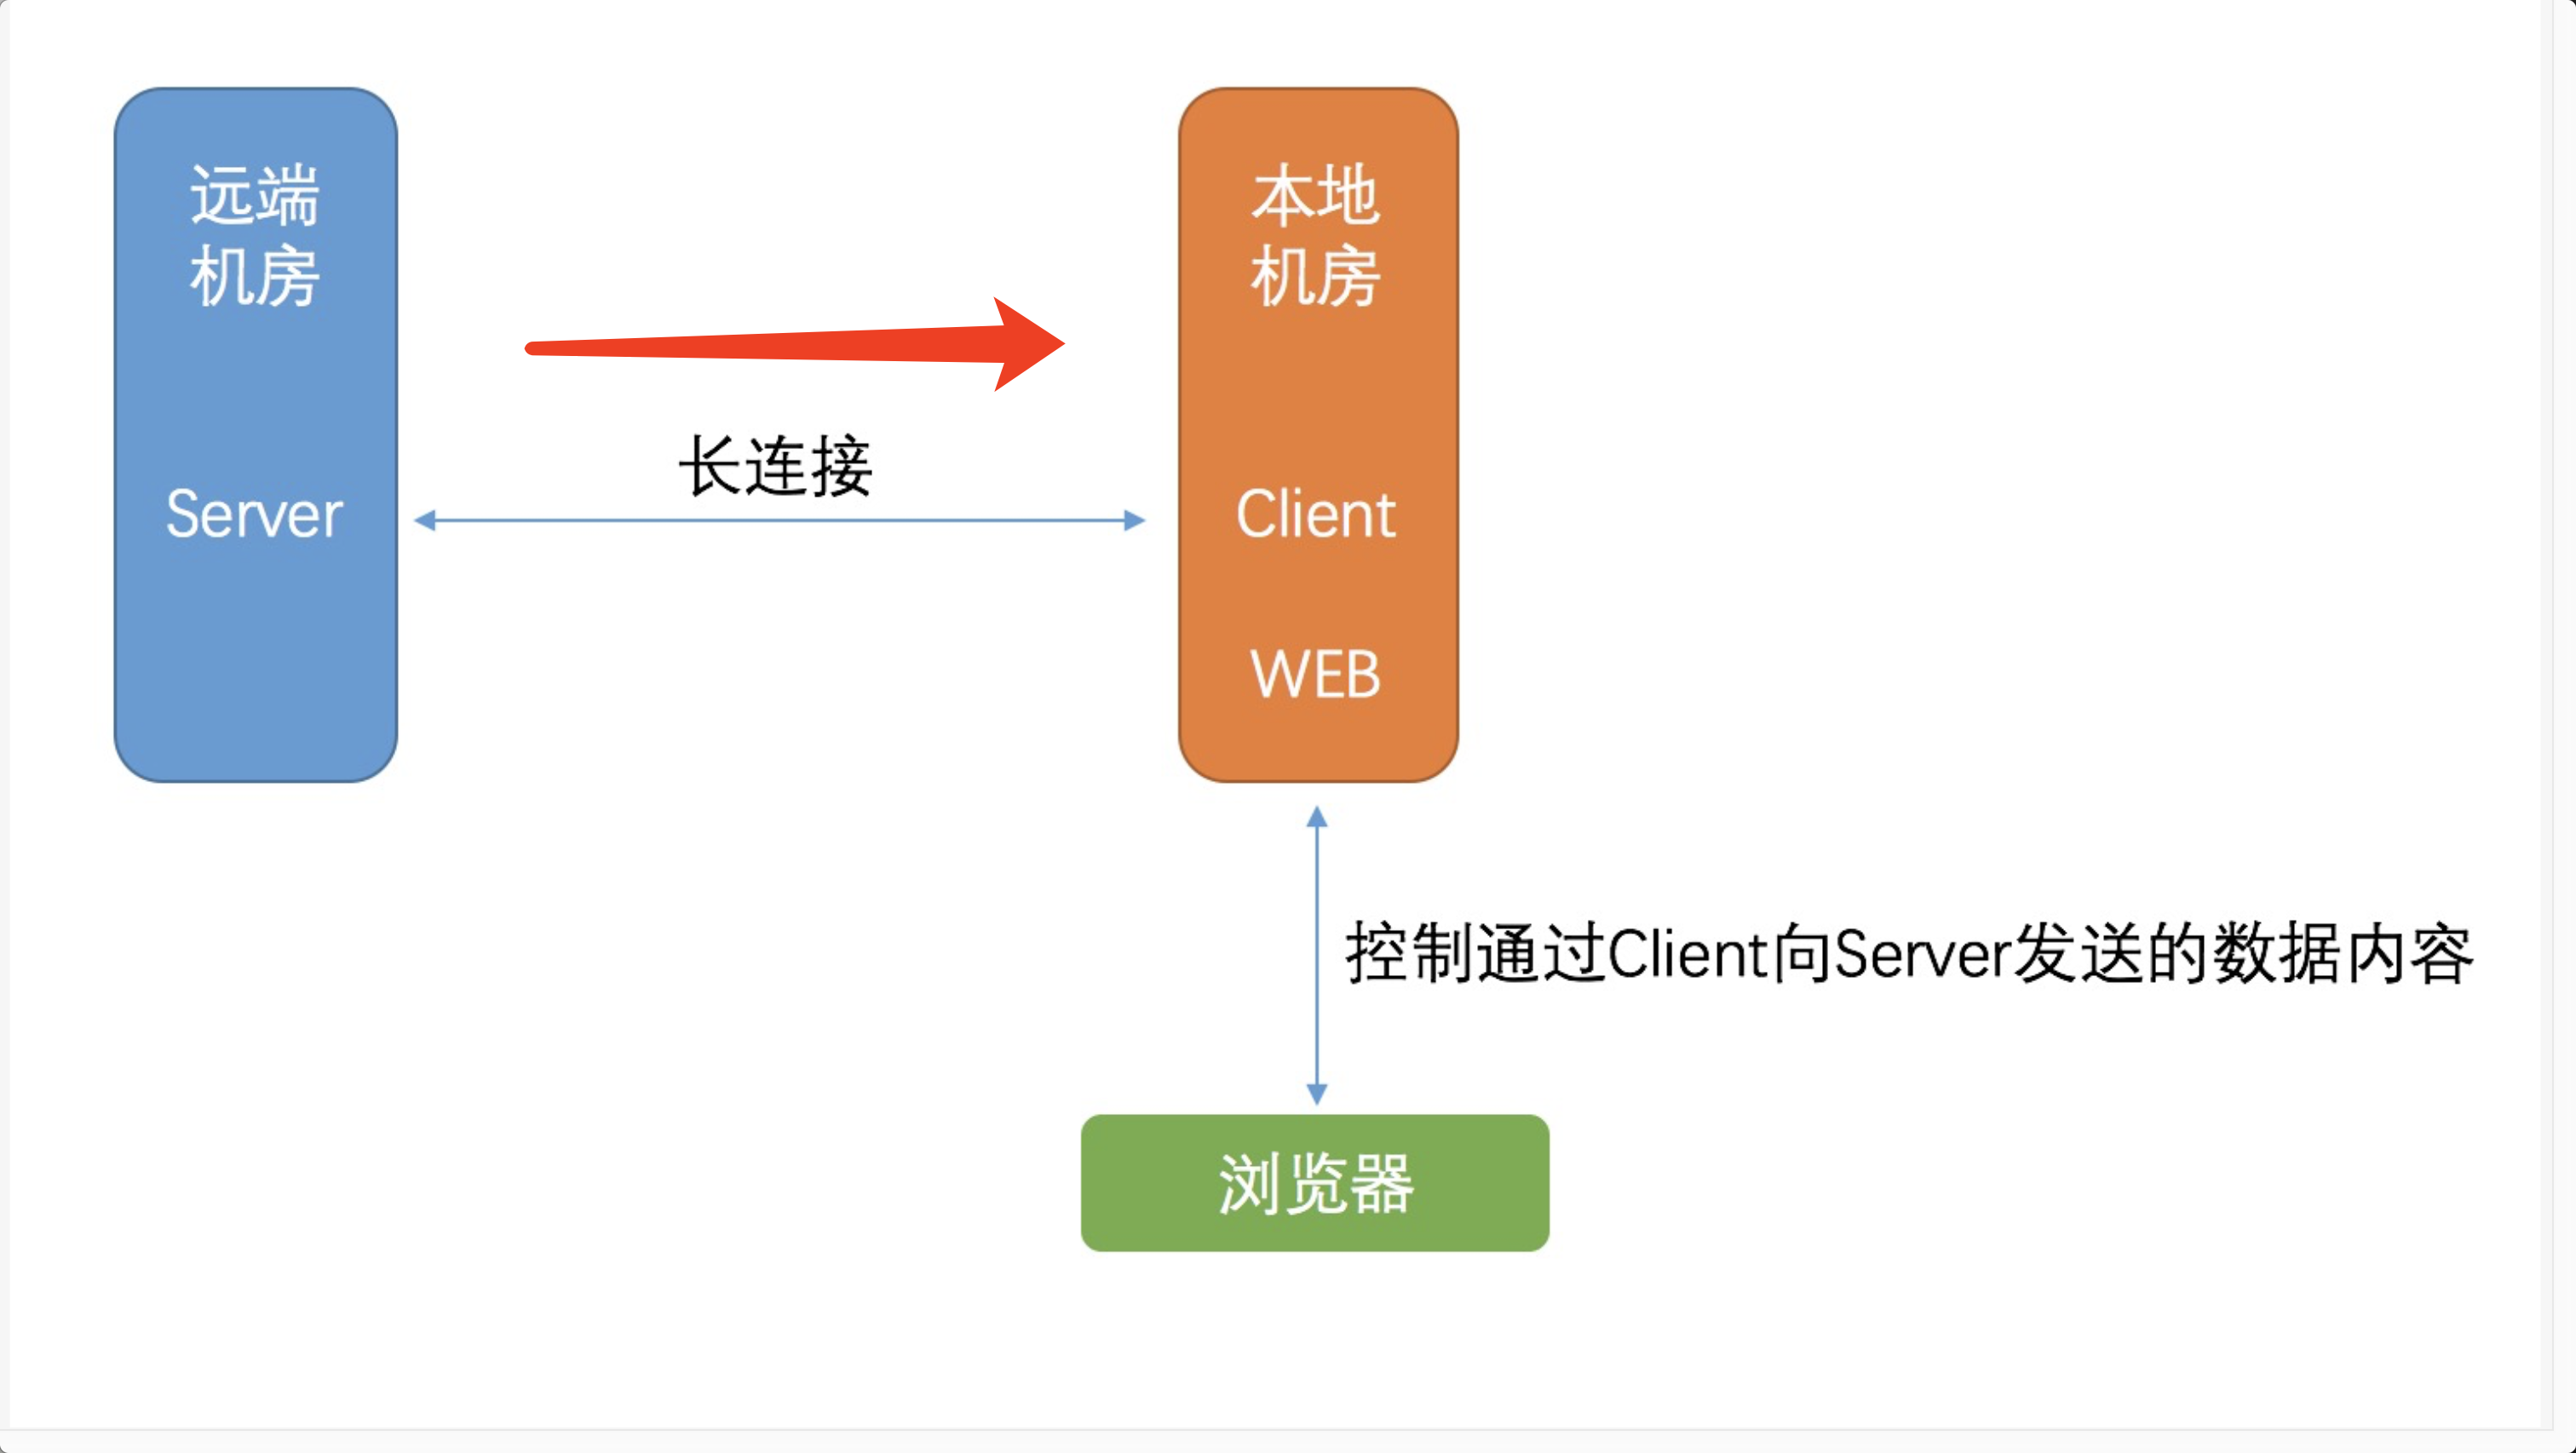 远端
机房
Server
长连接
本地
机房
Client
WEB
控制通过Client向Server发送的数据内容
浏览器